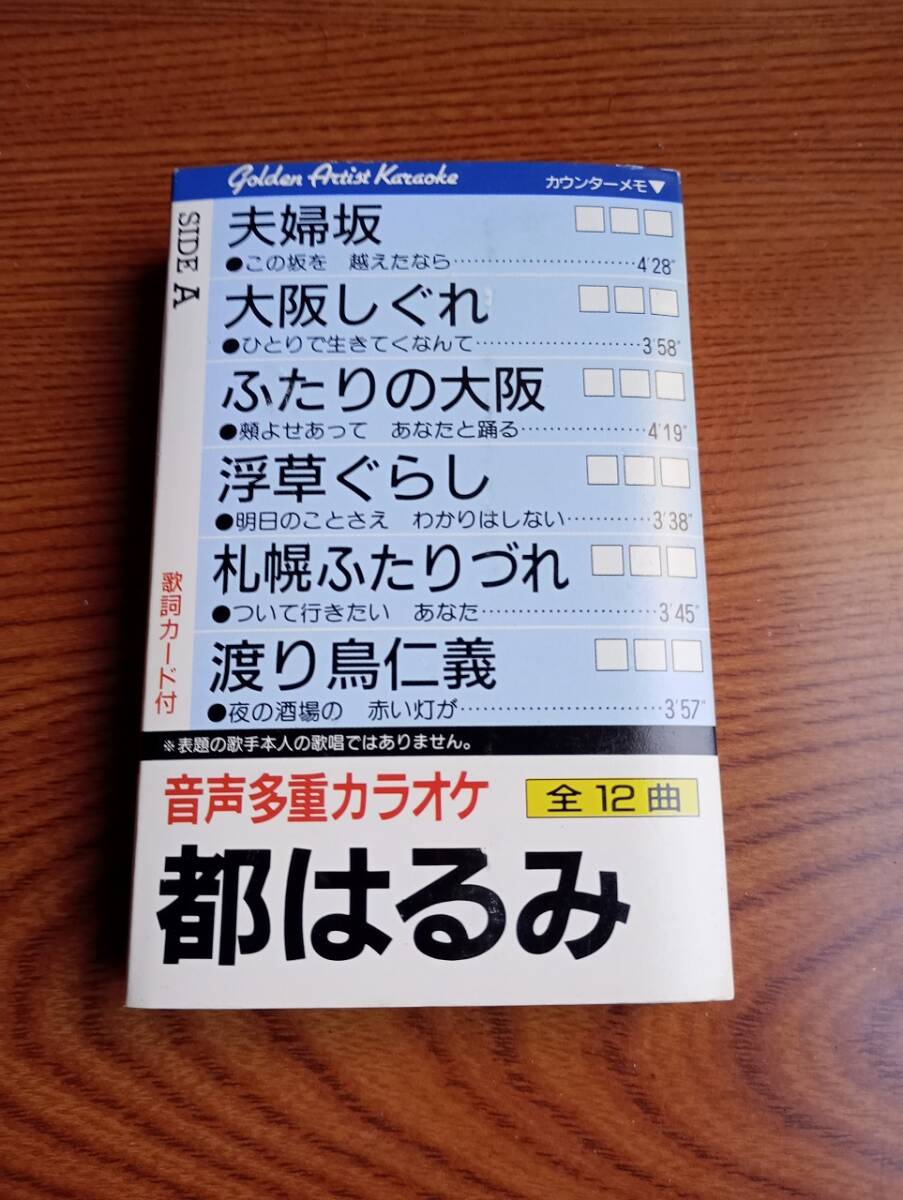 Golden Artist Karaoke カウンターメモ▼
SIDE A
夫婦坂
●この坂を　越えたなら…………………………4'28"
大阪しぐれ
●ひとりで生きてくなんて……………………3'58"
ふたりの大阪
●頬よせあって　あなたと踊る………………4'19"
浮草ぐらし
●明日のことさえ　わかりはしない…………3'38"
札幌ふたりづれ
●ついて行きたい　あなた……………………3'45"
渡り鳥仁義
●夜の酒場の　赤い灯が………………………3'57"
歌詞カード付
※表題の歌手本人の歌唱ではありません。
音声多重カラオケ 全12曲
都はるみ